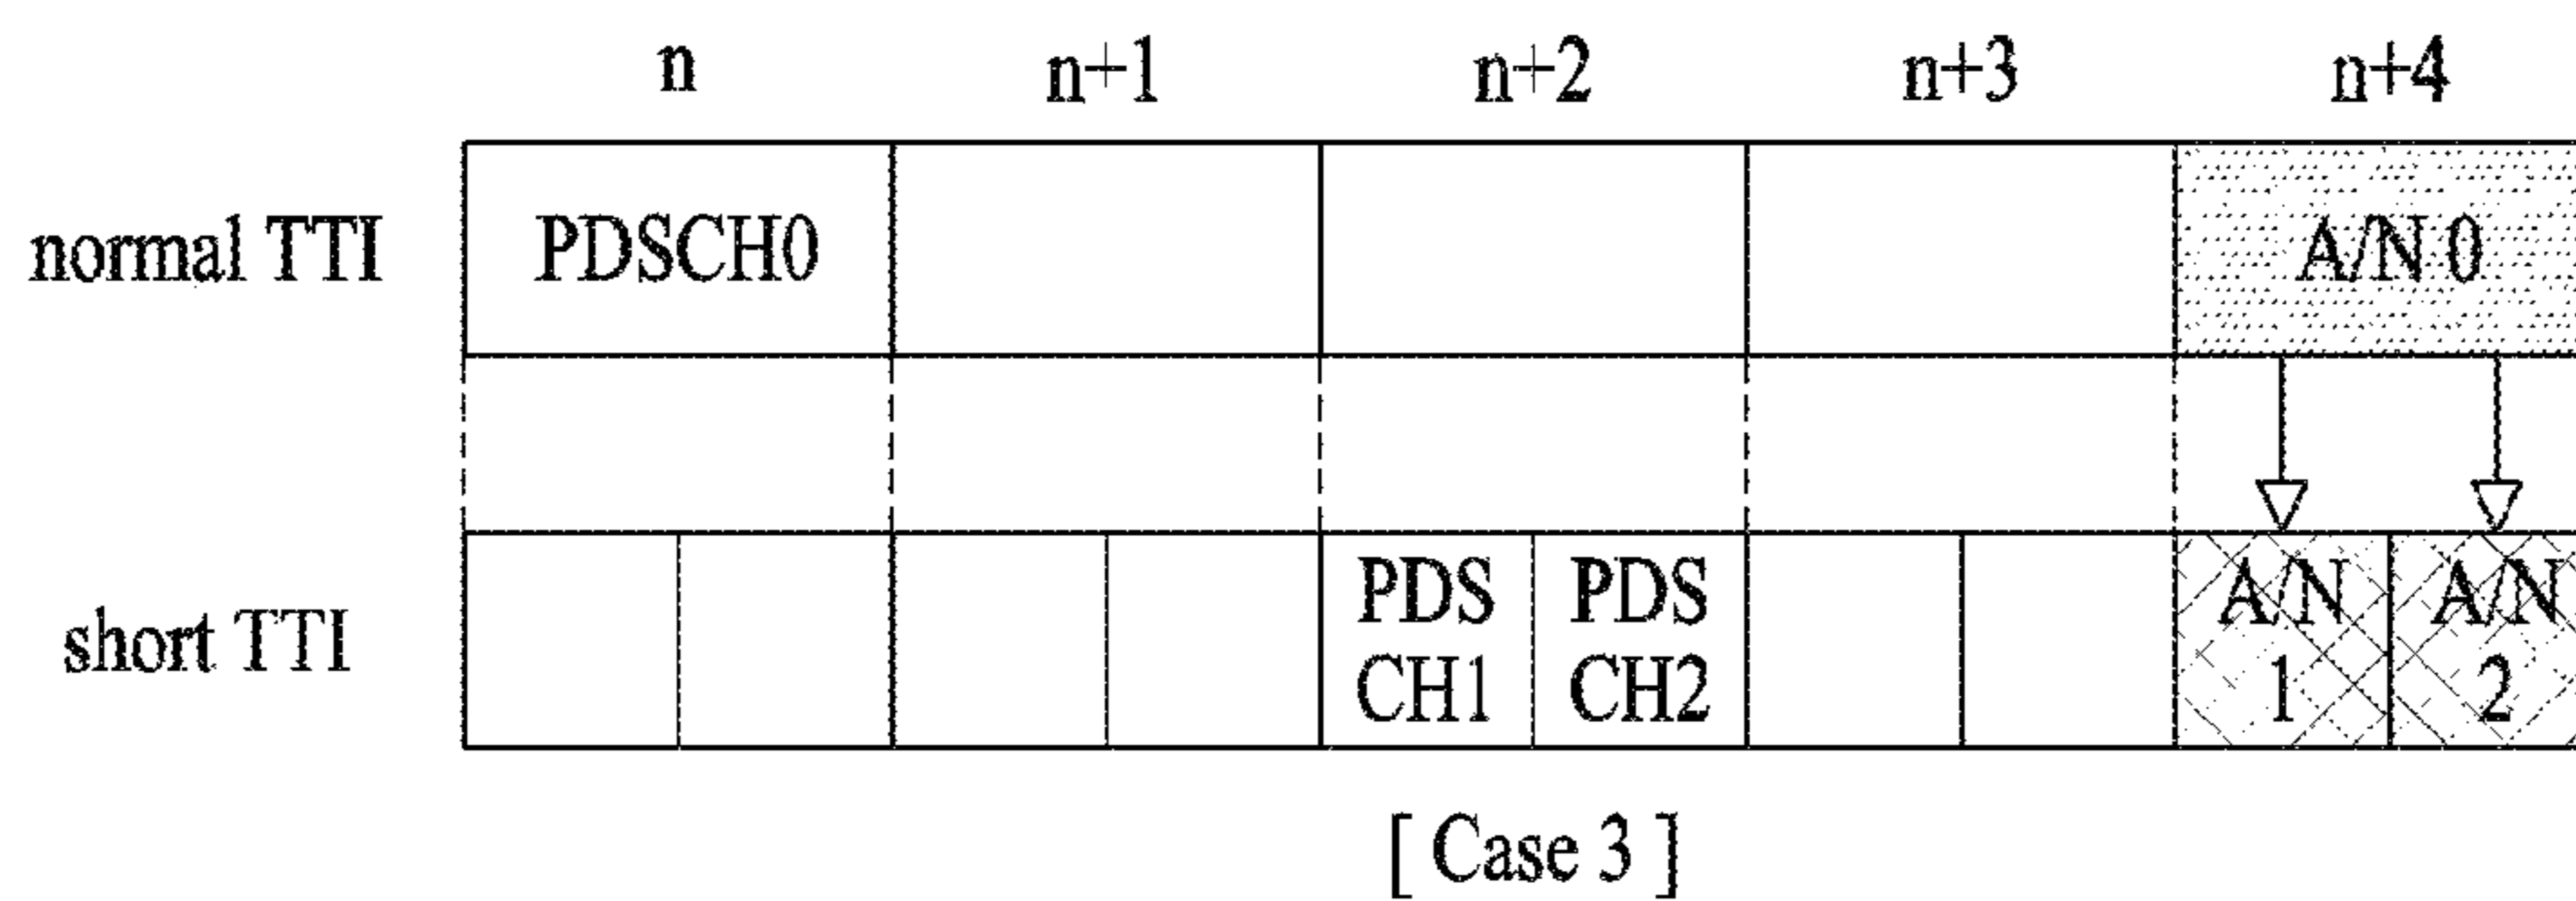 n n+1 n+2 n+3 n+4
normal TTI PDSCH0 A/N 0
short TTI
PDS
CH1
PDS
CH2
A/N
1
A/N
2
[ Case 3 ]